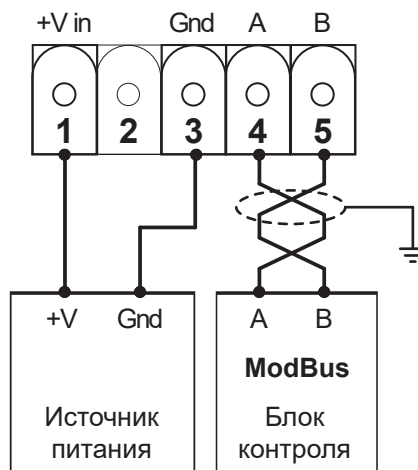 +V in Gnd A B
1 2 3 4 5
+V Gnd A B
ModBus
Источник
питания
Блок
контроля